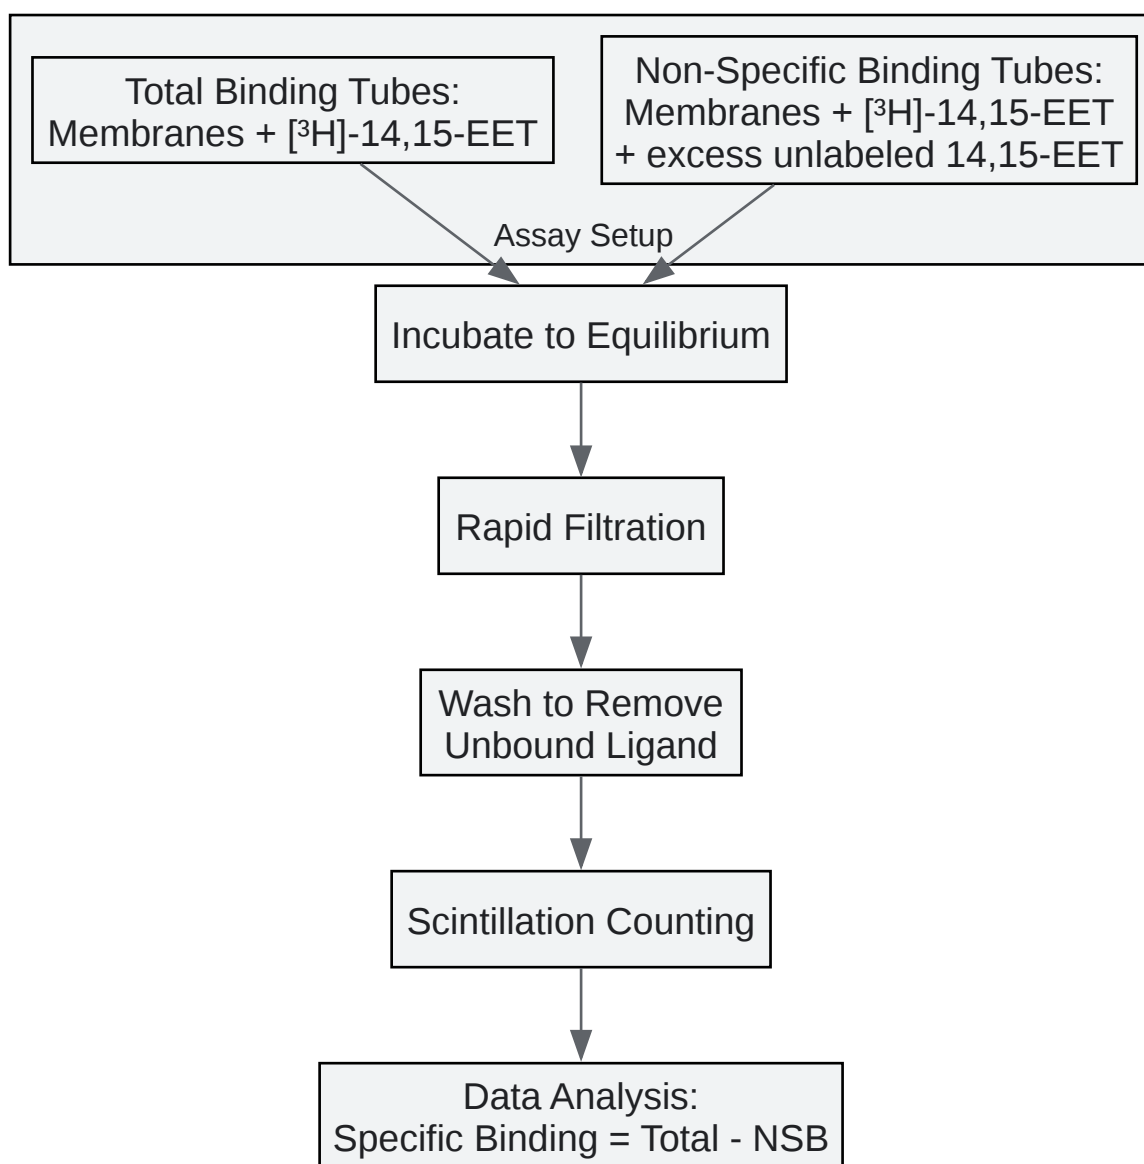 Total Binding Tubes:
Membranes + [³H]-14,15-EET
Non-Specific Binding Tubes:
Membranes + [³H]-14,15-EET
+ excess unlabeled 14,15-EET
Assay Setup
Incubate to Equilibrium
Rapid Filtration
Wash to Remove
Unbound Ligand
Scintillation Counting
Data Analysis:
Specific Binding = Total - NSB